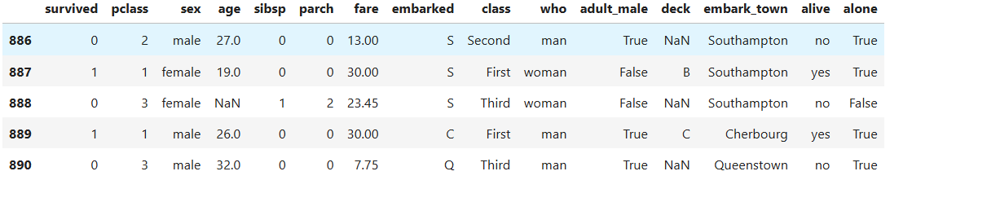 survived pclass sex age sibsp parch fare embarked class who adult_male deck embark_town alive alone
886 0 2 male 27.0 0 0 13.00 S Second man True NaN Southampton no True
887 1 1 female 19.0 0 0 30.00 S First woman False B Southampton yes True
888 0 3 female NaN 1 2 23.45 S Third woman False NaN Southampton no False
889 1 1 male 26.0 0 0 30.00 C First man True C Cherbourg yes True
890 0 3 male 32.0 0 0 7.75 Q Third man True NaN Queenstown no True